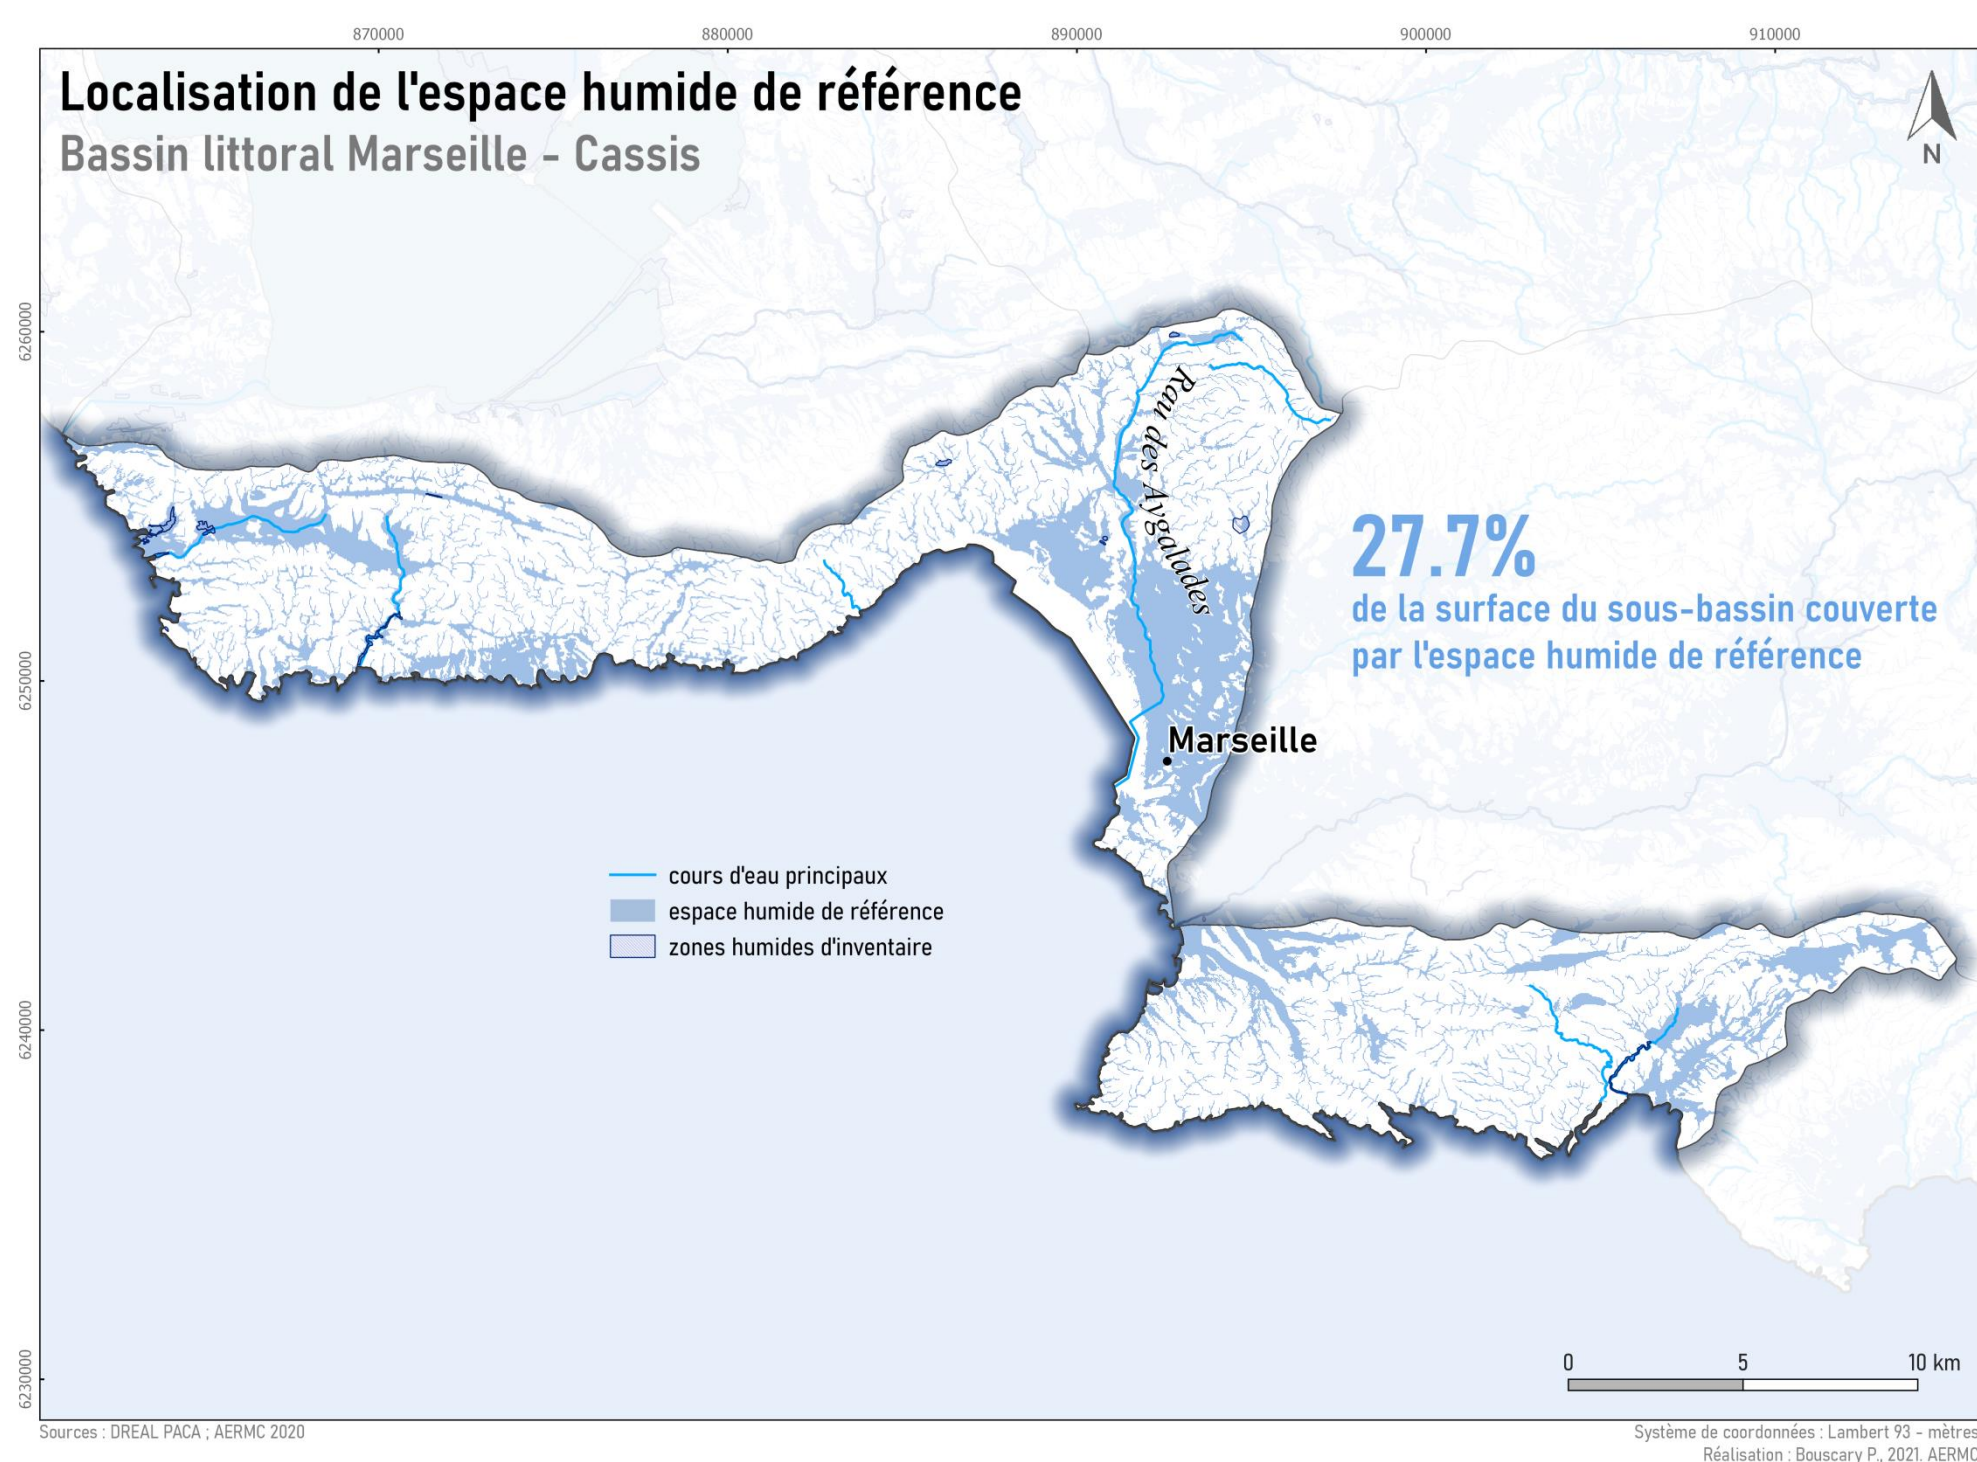 870000
880000
890000
900000
910000
Localisation de l'espace humide de référence
Bassin littoral Marseille - Cassis
N
6260000
6250000
6240000
6230000
Rau des Aygalades
27.7%
de la surface du sous-bassin couverte
par l'espace humide de référence
Marseille
cours d'eau principaux
espace humide de référence
zones humides d'inventaire
0 5 10 km
Sources : DREAL PACA ; AERMC 2020
Système de coordonnées : Lambert 93 - mètres
Réalisation : Bouscary P., 2021. AERMC